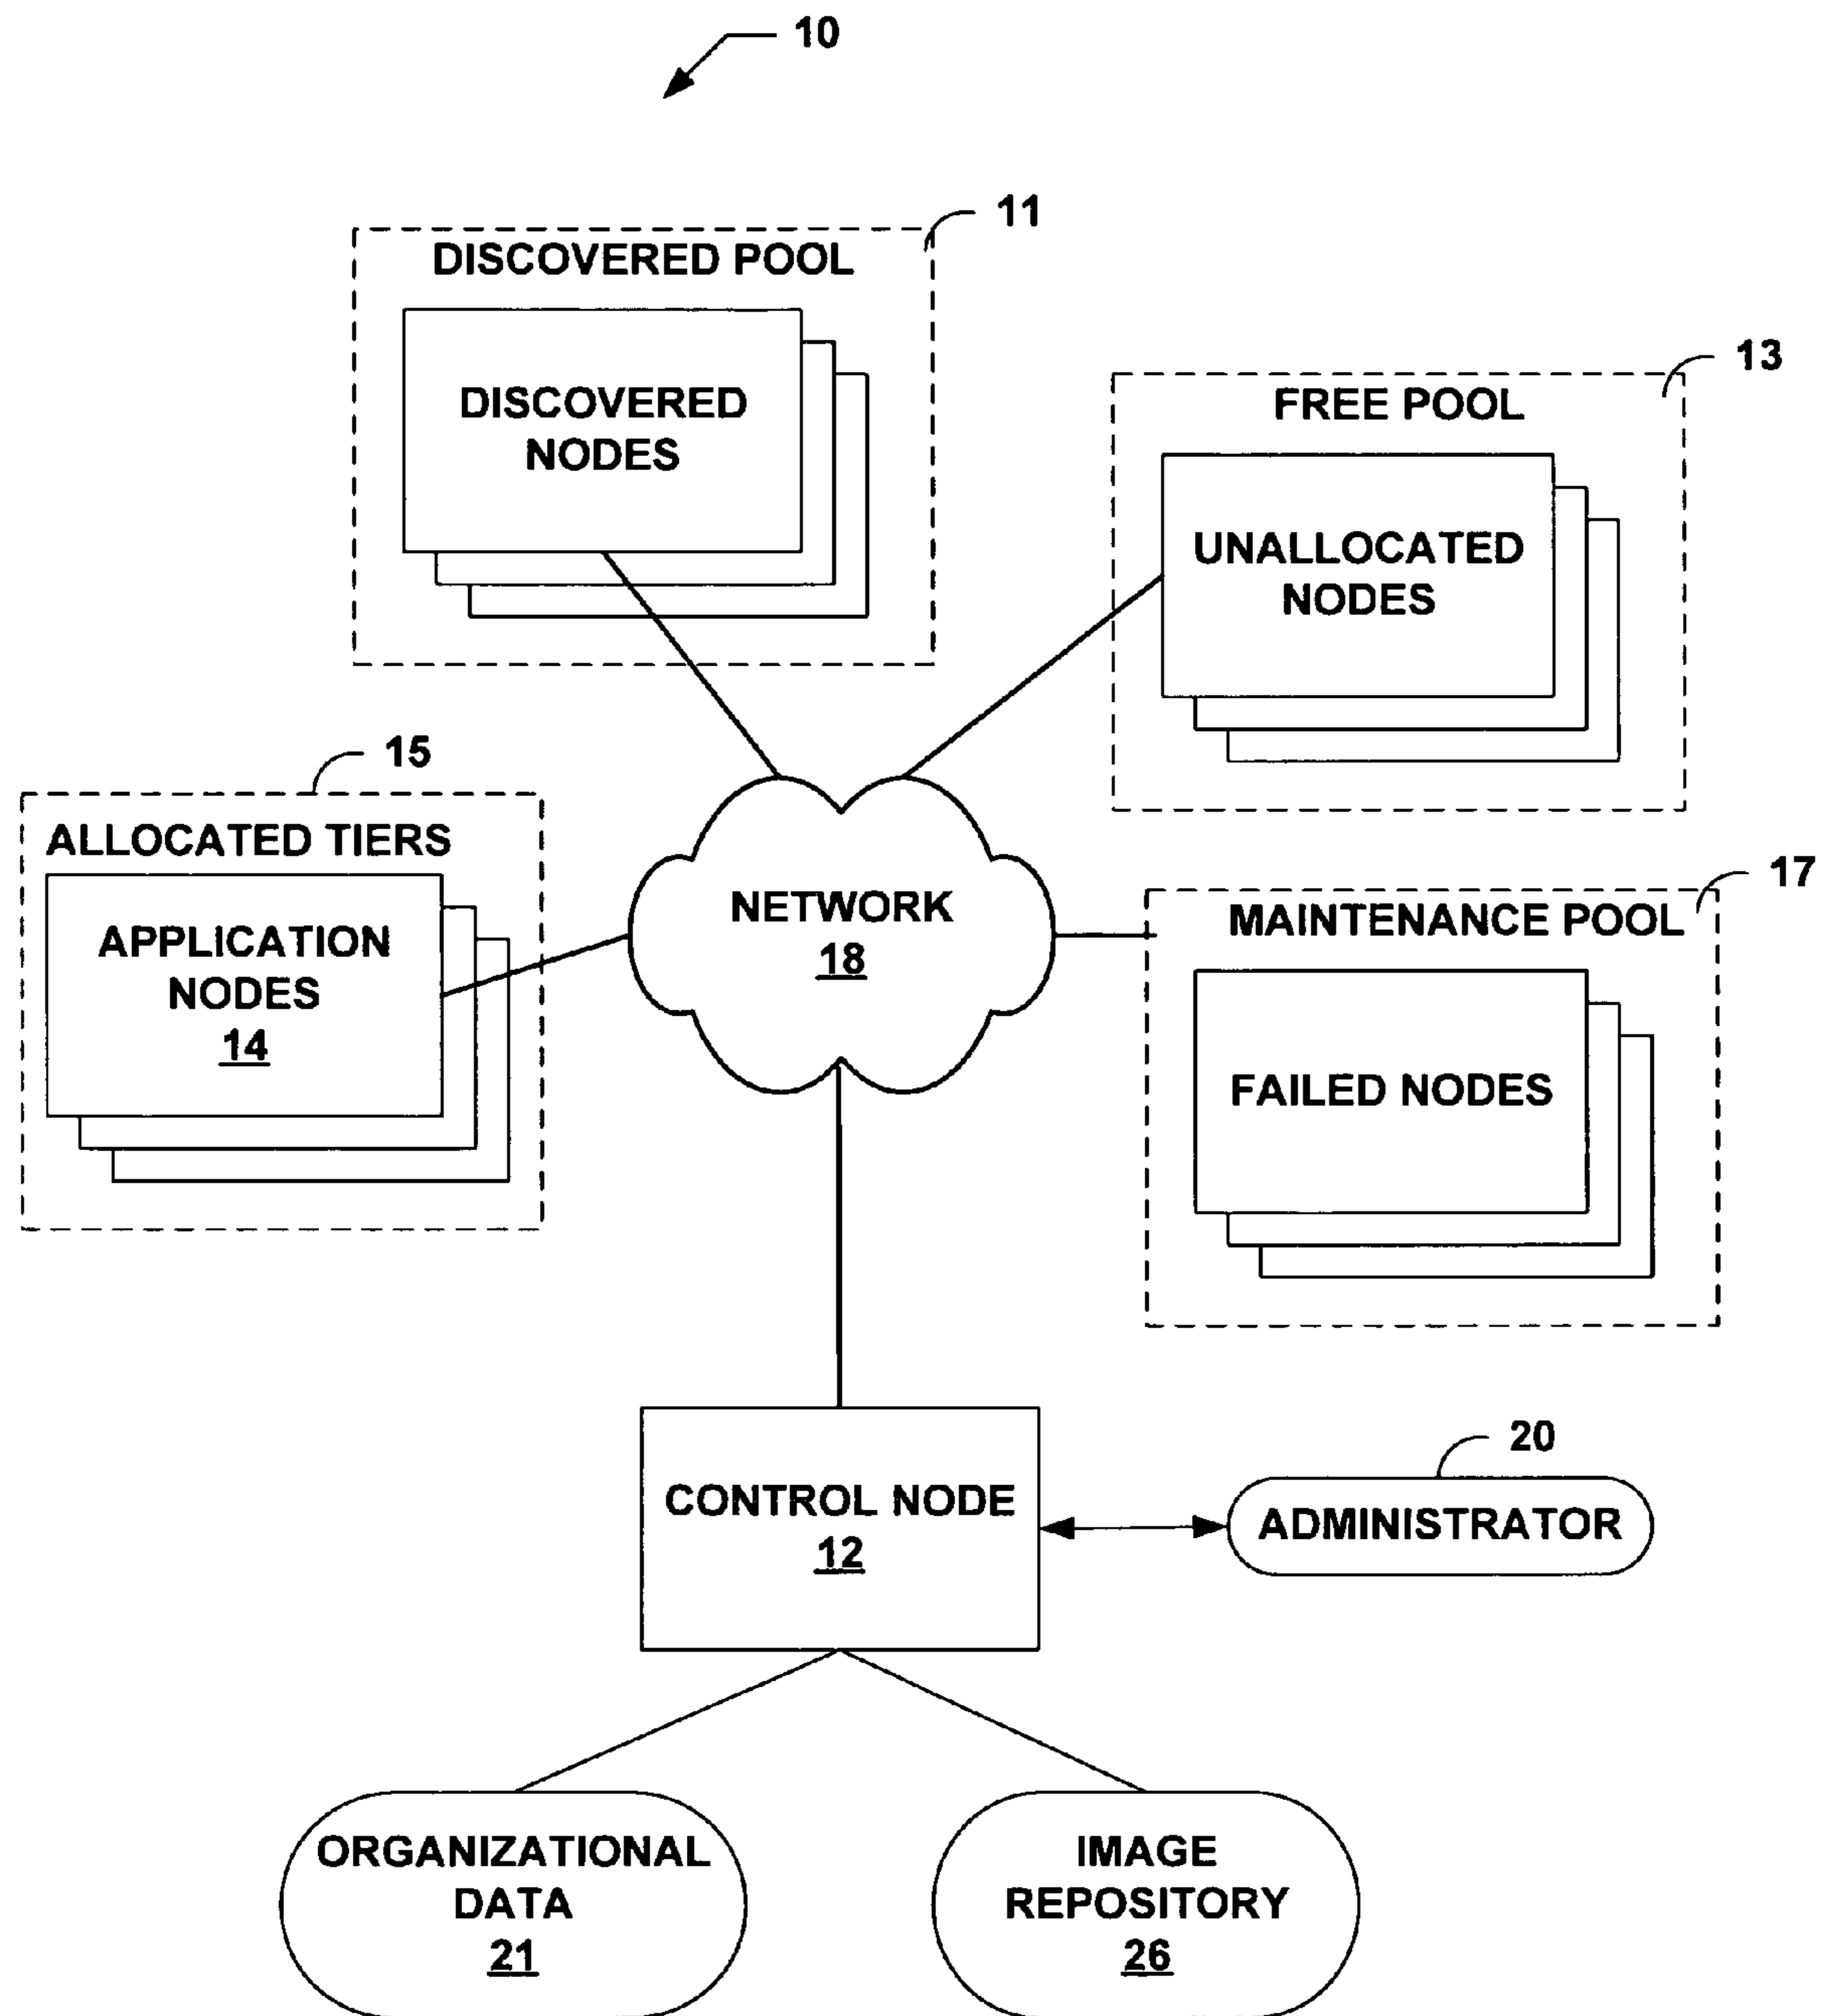 10
11
DISCOVERED POOL
DISCOVERED
NODES
13
FREE POOL
UNALLOCATED
NODES
15
ALLOCATED TIERS
APPLICATION
NODES
14
NETWORK
18
17
MAINTENANCE POOL
FAILED NODES
CONTROL NODE
12
20
ADMINISTRATOR
ORGANIZATIONAL
DATA
21
IMAGE
REPOSITORY
26